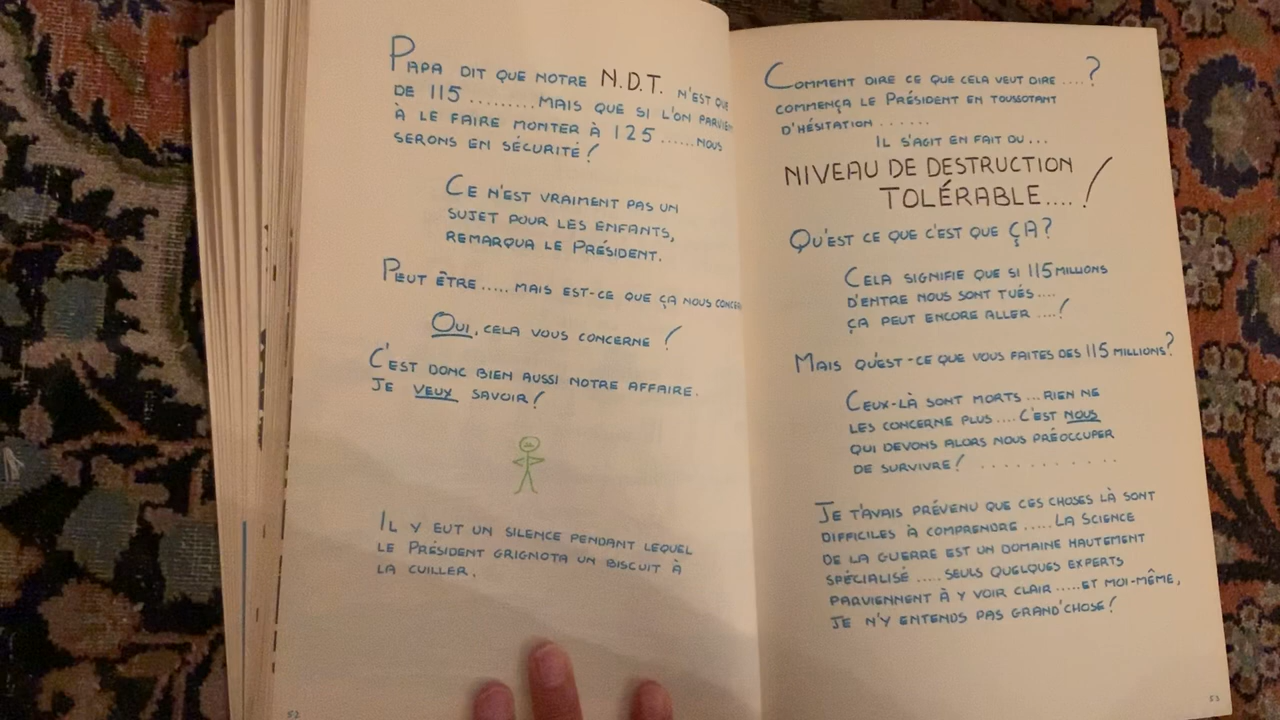 PAPA DIT QUE NOTRE N.D.T. N'EST QUE
DE 115 ......... MAIS QUE SI L'ON PARVIENT
À LE FAIRE MONTER À 125 ...... NOUS
SERONS EN SÉCURITÉ !
CE N'EST VRAIMENT PAS UN
SUJET POUR LES ENFANTS,
REMARQUA LE PRÉSIDENT.
PEUT ÊTRE ..... MAIS EST-CE QUE ÇA NOUS
OUI, CELA VOUS CONCERNE !
C'EST DONC BIEN AUSSI NOTRE AFFAIRE.
JE VEUX SAVOIR !
IL Y EUT UN SILENCE PENDANT LEQUEL
LE PRÉSIDENT GRIGNOTA UN BISCUIT À
LA CUILLER.
52
COMMENT DIRE CE QUE CELA VEUT DIRE .... ?
COMMENÇA LE PRÉSIDENT EN TOUSSOTANT
D'HÉSITATION ......
IL S'AGIT EN FAIT DU ...
NIVEAU DE DESTRUCTION
TOLÉRABLE .... !
QU'EST CE QUE C'EST QUE ÇA ?
CELA SIGNIFIE QUE SI 115 MILLIONS
D'ENTRE NOUS SONT TUÉS ....
ÇA PEUT ENCORE ALLER .... !
MAIS QU'EST-CE QUE VOUS FAITES DES 115 MILLIONS ?
CEUX-LÀ SONT MORTS ... RIEN NE
LES CONCERNE PLUS .... C'EST NOUS
QUI DEVONS ALORS NOUS PRÉOCCUPER
DE SURVIVRE ! ..........
JE T'AVAIS PRÉVENU QUE CES CHOSES LÀ SONT
DIFFICILES À COMPRENDRE ..... LA SCIENCE
DE LA GUERRE EST UN DOMAINE HAUTEMENT
SPÉCIALISÉ ..... SEULS QUELQUES EXPERTS
PARVIENNENT À Y VOIR CLAIR ..... ET MOI-MÊME,
JE N'Y ENTENDS PAS GRAND'CHOSE !
53